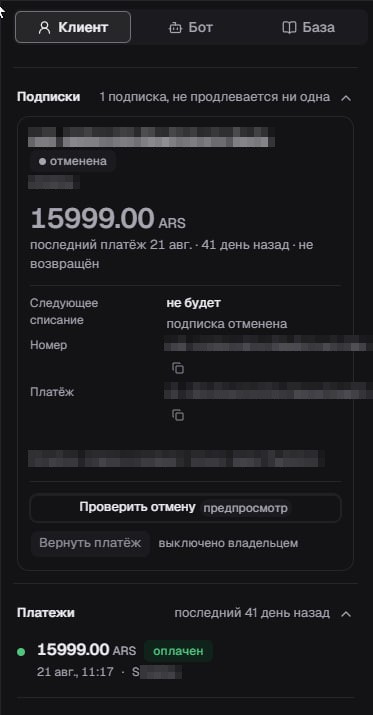 Клиент Бот База
Подписки 1 подписка, не продлевается ни одна
отменена
15999.00 ARS
последний платёж 21 авг. · 41 день назад · не
возвращён
Следующее не будет
списание подписка отменена
Номер
Платёж
Проверить отмену предпросмотр
Вернуть платёж выключено владельцем
Платежи последний 41 день назад
15999.00 ARS оплачен
21 авг., 11:17 · S